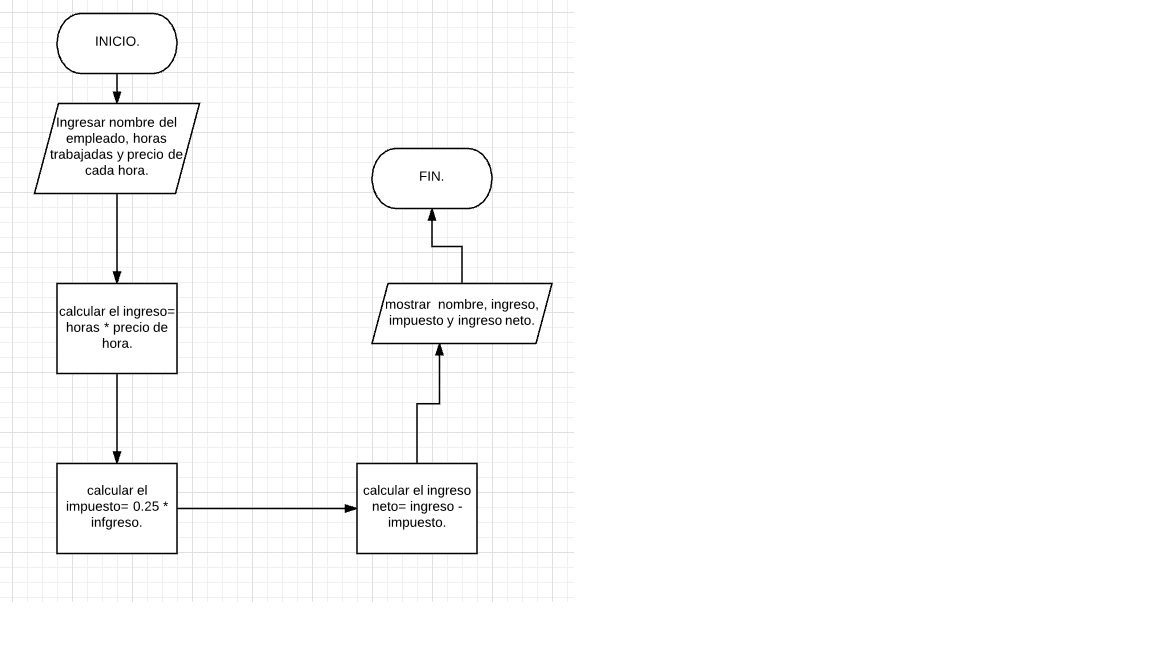 INICIO.
Ingresar nombre del
empleado, horas
trabajadas y precio de
cada hora.
calcular el ingreso=
horas * precio de
hora.
calcular el
impuesto= 0.25 *
infgreso.
calcular el ingreso
neto= ingreso -
impuesto.
mostrar  nombre, ingreso,
impuesto y ingreso neto.
FIN.